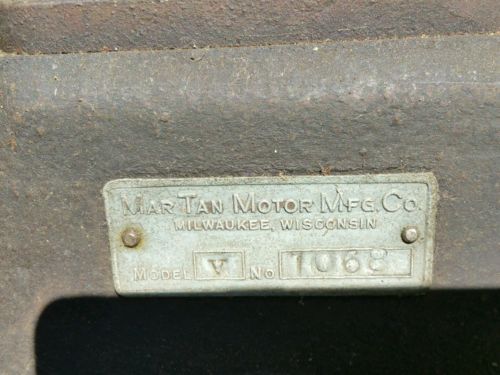 MAR TAN MOTOR MFG. CO.
MILWAUKEE, WISCONSIN
MODEL V No 1068